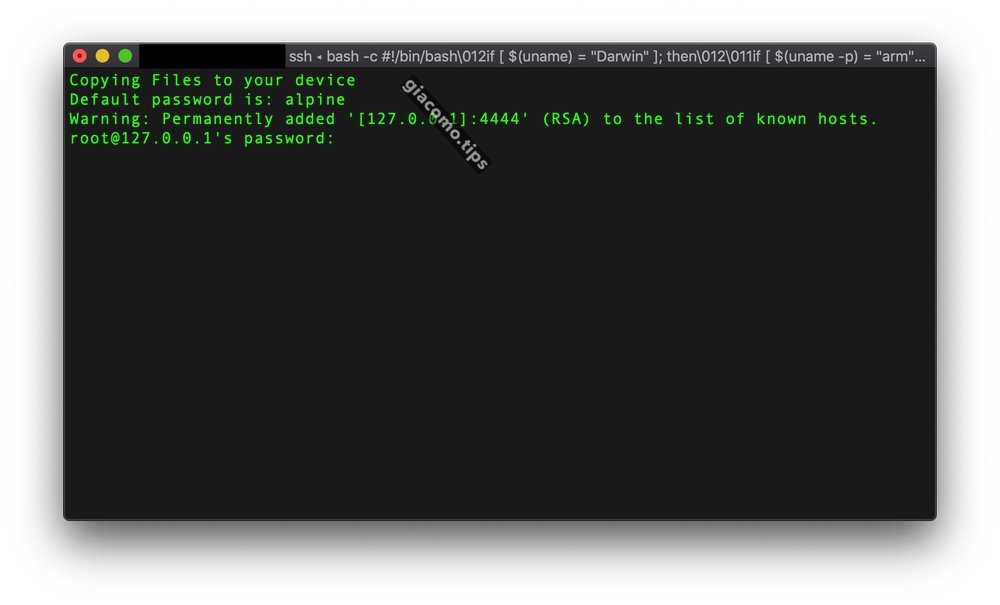 ssh ◂ bash -c #!/bin/bash\012if [ $(uname) = "Darwin" ]; then\012\011if [ $(uname -p) = "arm"...
Copying Files to your device
Default password is: alpine
Warning: Permanently added '[127.0.0.1]:4444' (RSA) to the list of known hosts.
root@127.0.0.1's password:
giacomo.tips